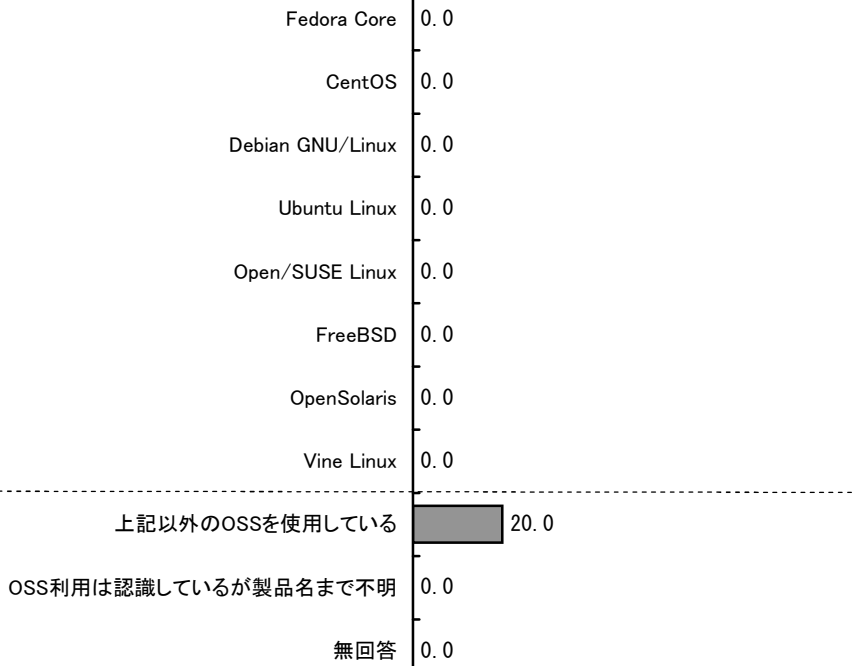 Fedora Core 0.0
CentOS 0.0
Debian GNU/Linux 0.0
Ubuntu Linux 0.0
Open/SUSE Linux 0.0
FreeBSD 0.0
OpenSolaris 0.0
Vine Linux 0.0
上記以外のOSSを使用している 20.0
OSS利用は認識しているが製品名まで不明 0.0
無回答 0.0